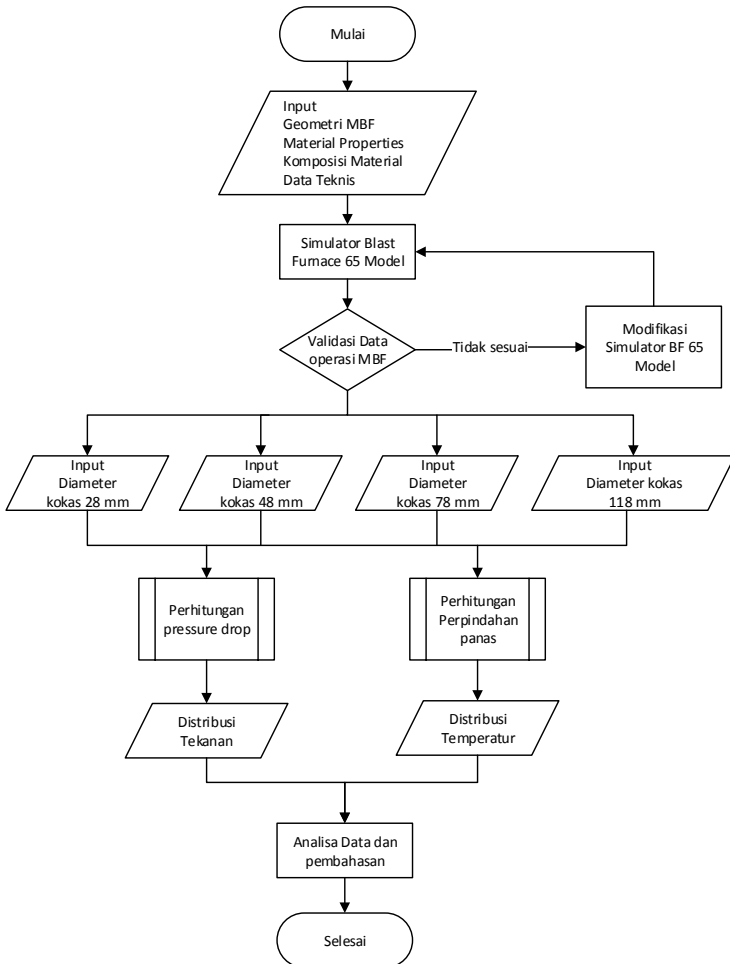 Mulai
Input
Geometri MBF
Material Properties
Komposisi Material
Data Teknis
Simulator Blast
Furnace 65 Model
Validasi Data
operasi MBF
Tidak sesuai
Modifikasi
Simulator BF 65
Model
Input
Diameter
kokas 28 mm
Input
Diameter
kokas 48 mm
Input
Diameter
kokas 78 mm
Input
Diameter kokas
118 mm
Perhitungan
pressure drop
Perhitungan
Perpindahan
panas
Distribusi
Tekanan
Distribusi
Temperatur
Analisa Data dan
pembahasan
Selesai